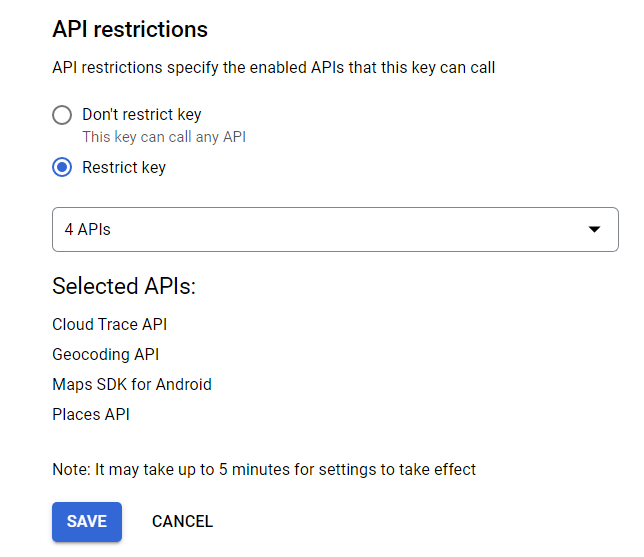 API restrictions
API restrictions specify the enabled APIs that this key can call
Don't restrict key
This key can call any API
Restrict key
4 APIs
Selected APIs:
Cloud Trace API
Geocoding API
Maps SDK for Android
Places API
Note: It may take up to 5 minutes for settings to take effect
SAVE CANCEL